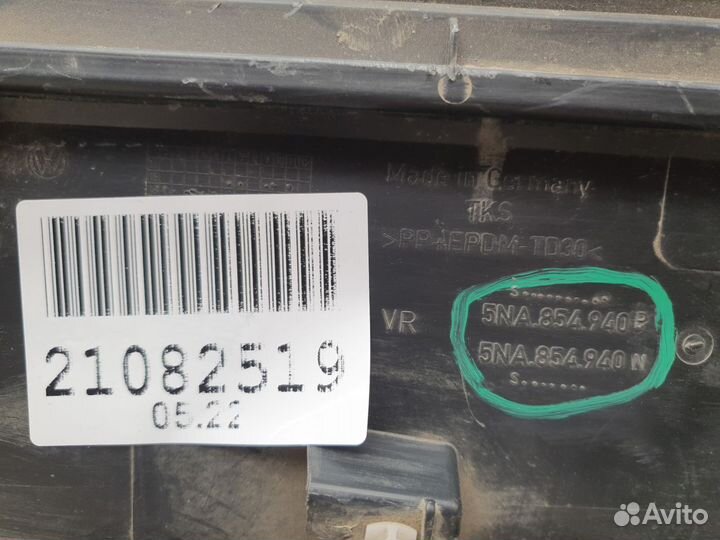 Made in Germany
TKS
>PP+EPDM-TD30<
S..........
VR
5NA.854.940
5NA.854.940 N
S.......
21082519
05.22
Avito